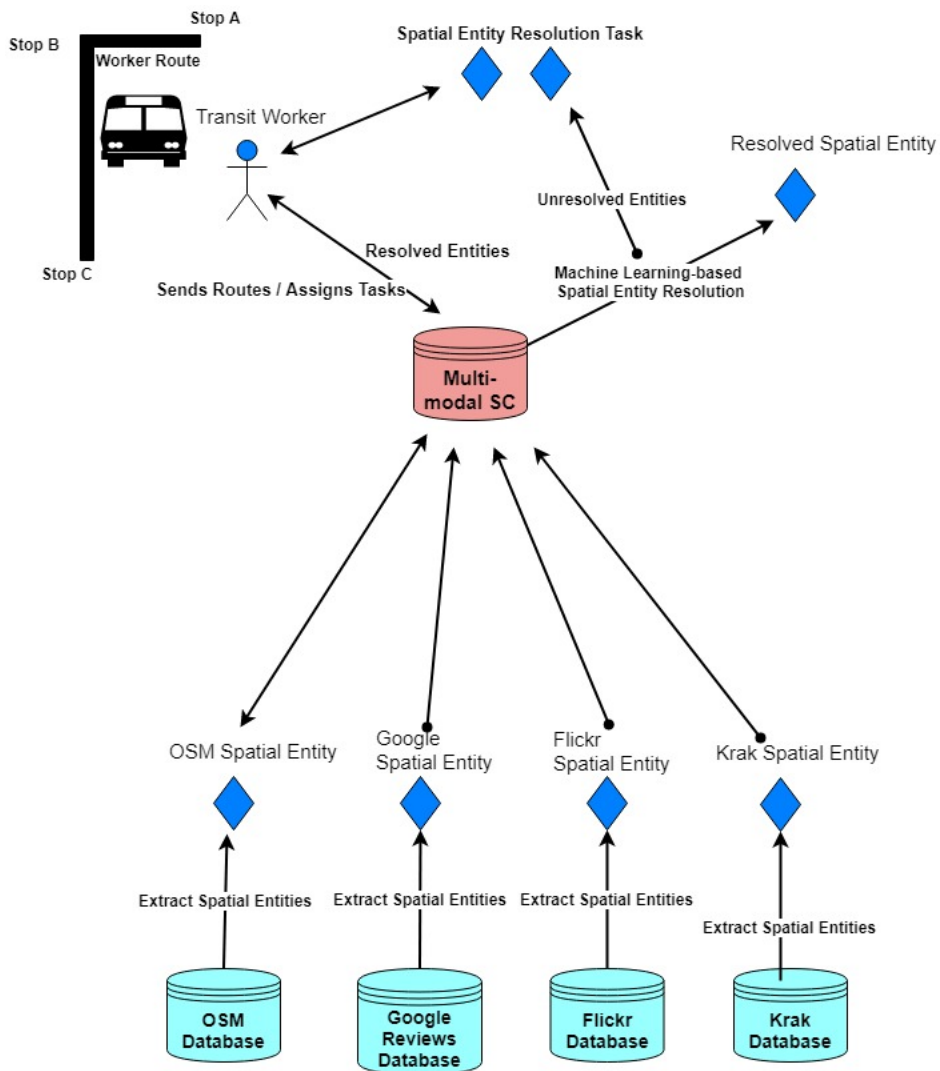 Stop A
Stop B
Worker Route
Spatial Entity Resolution Task
Transit Worker
Resolved Spatial Entity
Unresolved Entities
Resolved Entities
Stop C
Machine Learning-based
Spatial Entity Resolution
Sends Routes / Assigns Tasks
Multi-
modal SC
OSM Spatial Entity
Google
Spatial Entity
Flickr
Spatial Entity
Krak Spatial Entity
Extract Spatial Entities
Extract Spatial Entities
Extract Spatial Entities
Extract Spatial Entities
OSM
Database
Google
Reviews
Database
Flickr
Database
Krak
Database